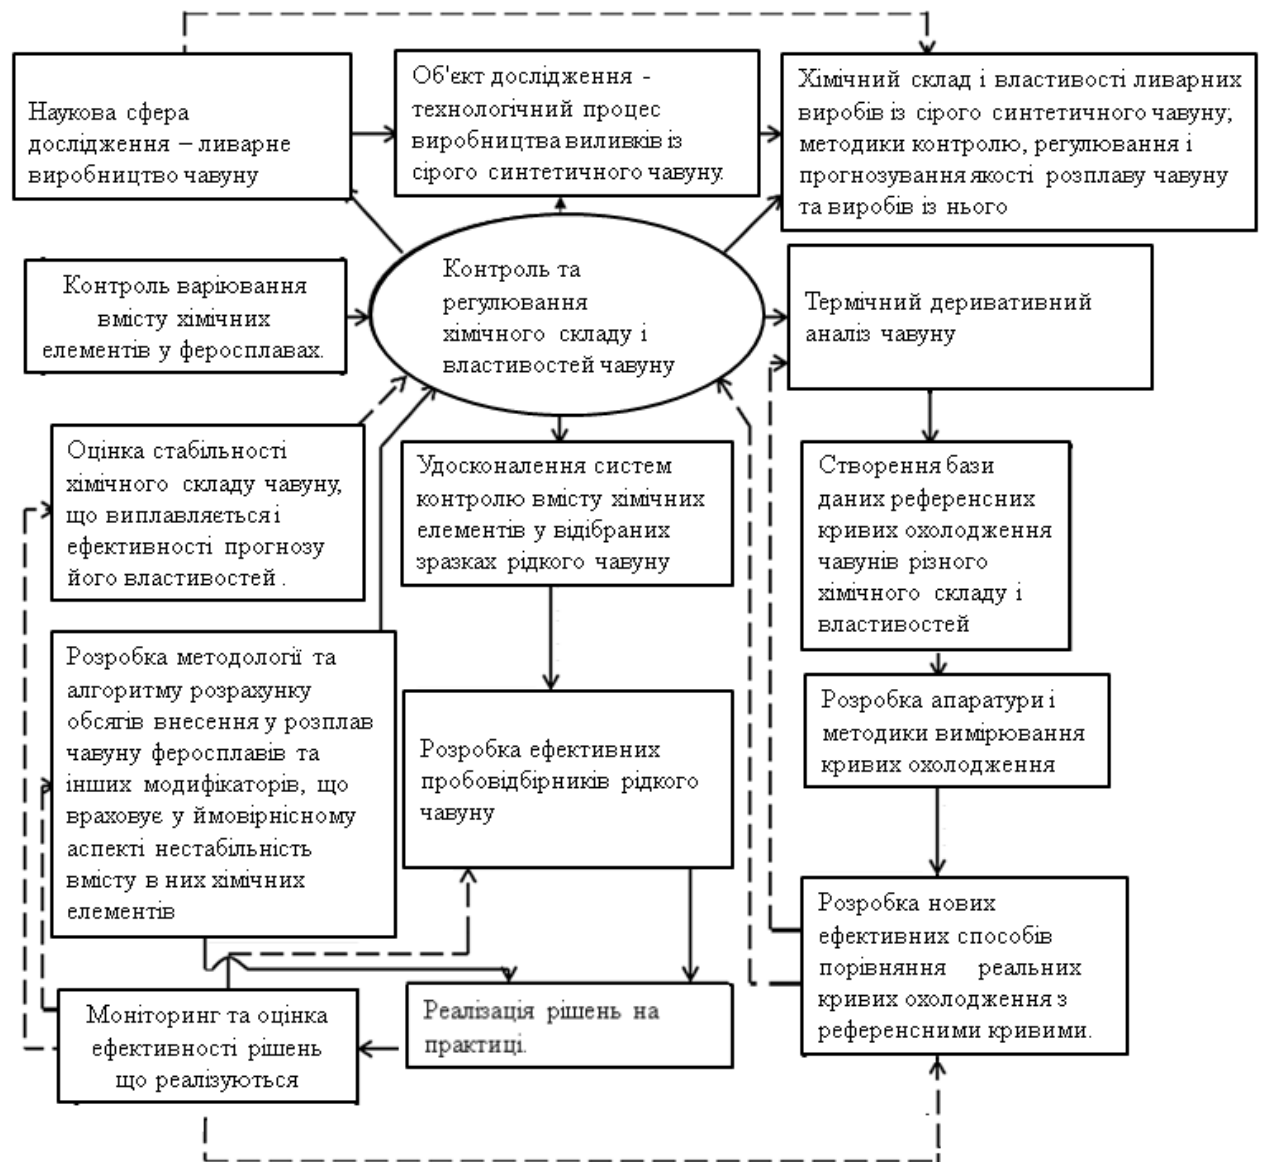 Наукова сфера
дослідження – ливарне
виробництво чавуну
Об'єкт дослідження -
технологічний процес
виробництва виливків із
сірого синтетичного чавуну.
Хімічний склад і властивості ливарних
виробів із сірого синтетичного чавуну;
методики контролю, регулювання і
прогнозування якості розплаву чавуну
та виробів із нього
Контроль варіювання
вмісту хімічних
елементів у феросплавах.
Контроль та
регулювання
хімічного складу і
властивостей чавуну
Термічний деривативний
аналіз чавуну
Оцінка стабільності
хімічного складу чавуну,
що виплавляється і
ефективності прогнозу
його властивостей .
Удосконалення систем
контролю вмісту хімічних
елементів у відібраних
зразках рідкого чавуну
Створення бази
даних референсних
кривих охолодження
чавунів різного
хімічного складу і
властивостей
Розробка методології та
алгоритму розрахунку
обсягів внесення у розплав
чавуну феросплавів та
інших модифікаторів, що
враховує у ймовірнісному
аспекті нестабільність
вмісту в них хімічних
елементів
Розробка ефективних
пробовідбірників рідкого
чавуну
Розробка апаратури і
методики вимірювання
кривих охолодження
Розробка нових
ефективних способів
порівняння реальних
кривих охолодження з
референсними кривими.
Моніторинг та оцінка
ефективності рішень
що реалізуються
Реалізація рішень на
практиці.